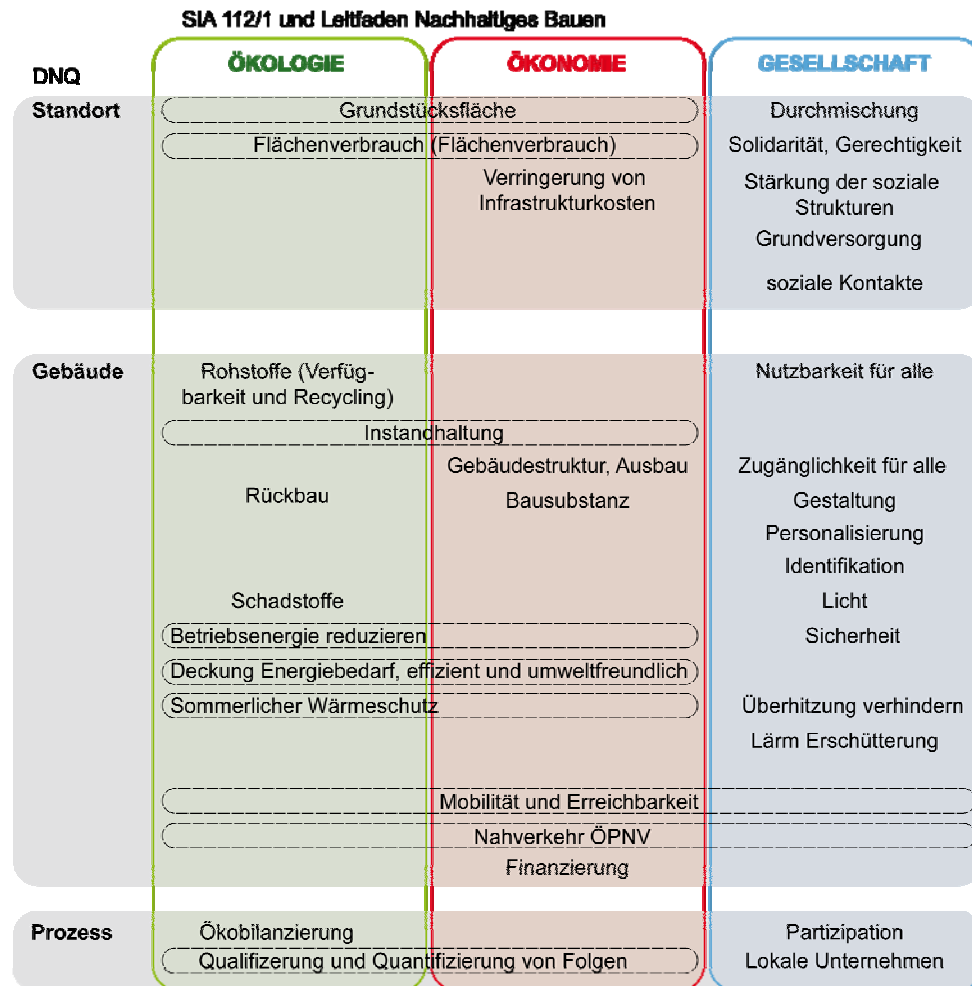 SIA 112/1 und Leitfaden Nachhaltiges Bauen
DNQ
ÖKOLOGIE
ÖKONOMIE
GESELLSCHAFT
Standort
Grundstücksfläche
Durchmischung
Flächenverbrauch (Flächenverbrauch)
Solidarität, Gerechtigkeit
Verringerung von
Infrastrukturkosten
Stärkung der soziale
Strukturen
Grundversorgung
soziale Kontakte
Gebäude
Rohstoffe (Verfüg-
barkeit und Recycling)
Nutzbarkeit für alle
Instandhaltung
Gebäudestruktur, Ausbau
Zugänglichkeit für alle
Rückbau
Bausubstanz
Gestaltung
Personalisierung
Identifikation
Schadstoffe
Licht
Betriebsenergie reduzieren
Sicherheit
Deckung Energiebedarf, effizient und umweltfreundlich
Sommerlicher Wärmeschutz
Überhitzung verhindern
Lärm Erschütterung
Mobilität und Erreichbarkeit
Nahverkehr ÖPNV
Finanzierung
Prozess
Ökobilanzierung
Partizipation
Qualifizerung und Quantifizierung von Folgen
Lokale Unternehmen